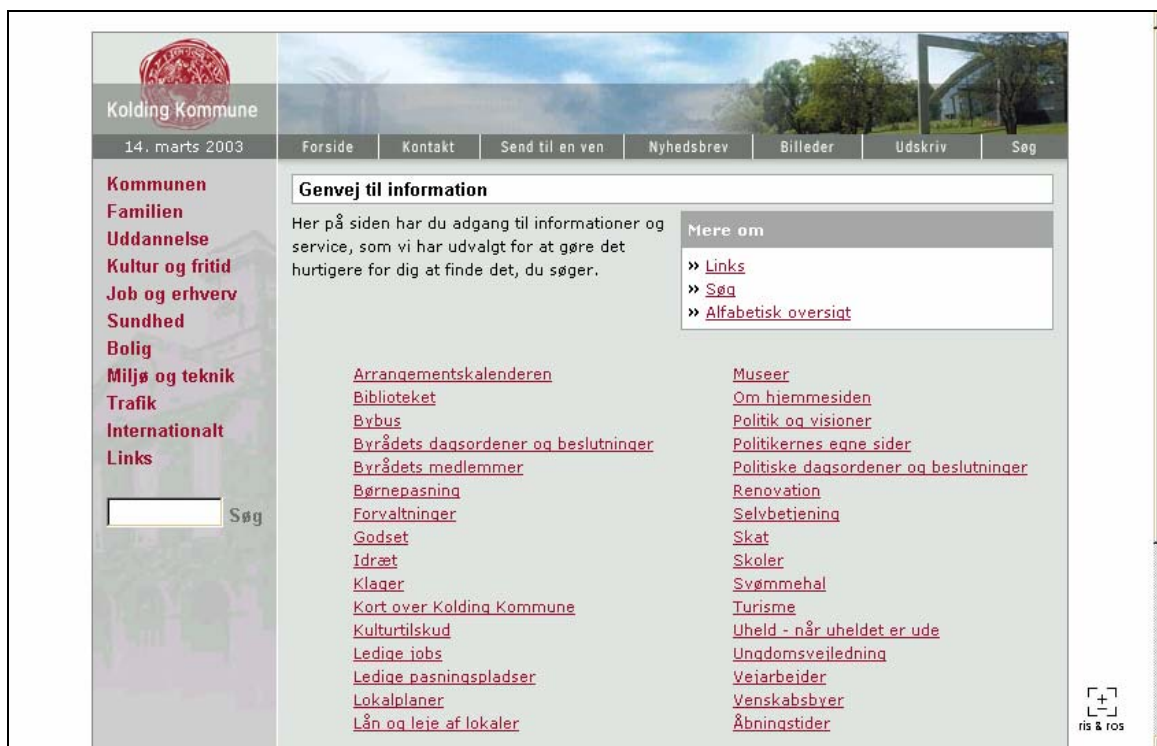 Kolding Kommune
14. marts 2003
Forside Kontakt Send til en ven Nyhedsbrev Billeder Udskriv Søg
Kommunen
Familien
Uddannelse
Kultur og fritid
Job og erhverv
Sundhed
Bolig
Miljø og teknik
Trafik
Internationalt
Links
Søg
Genvej til information
Her på siden har du adgang til informationer og
service, som vi har udvalgt for at gøre det
hurtigere for dig at finde det, du søger.
Mere om
» Links
» Søg
» Alfabetisk oversigt
Arrangementskalenderen
Biblioteket
Bybus
Byrådets dagsordener og beslutninger
Byrådets medlemmer
Børnepasning
Forvaltninger
Godset
Idræt
Klager
Kort over Kolding Kommune
Kulturtilskud
Ledige jobs
Ledige pasningspladser
Lokalplaner
Lån og leje af lokaler
Museer
Om hjemmesiden
Politik og visioner
Politikernes egne sider
Politiske dagsordener og beslutninger
Renovation
Selvbetjening
Skat
Skoler
Svømmehal
Turisme
Uheld - når uheldet er ude
Ungdomsvejledning
Vejarbejder
Venskabsbyer
Åbningstider
ris & ros